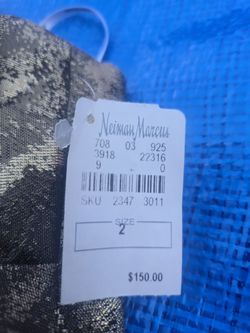 Neiman Marcus
708 03 925
3918 22316
9 0
SKU 2347 3011
SIZE
2
$150.00